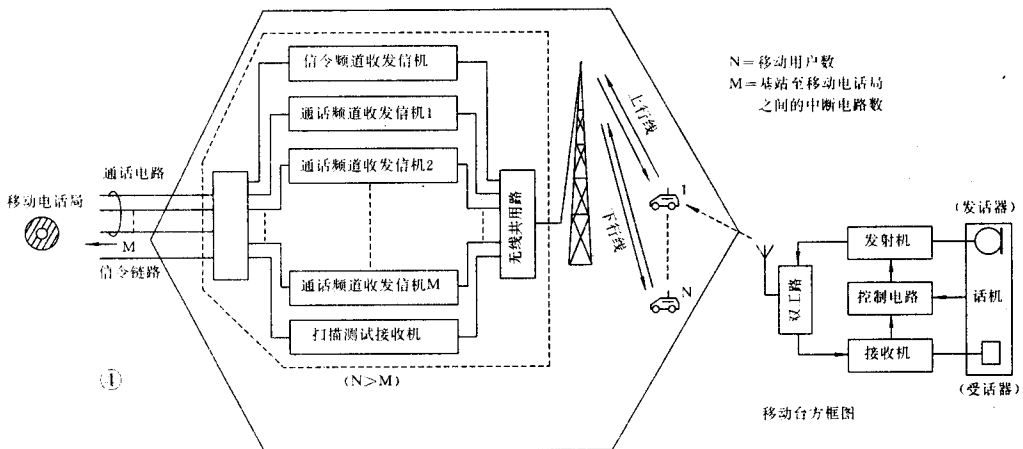 信令频道收发信机
通话频道收发信机1
通话频道收发信机2
通话频道收发信机M
扫描测试接收机
无线共用路
(N>M)
通话电路
移动电话局
M
信令链路
①
上行线
下行线
1
N
N=移动用户数
M=基站至移动电话局
之间的中断电路数
双工路
发射机
控制电路
接收机
话机
(发话器)
(受话器)
移动台方框图